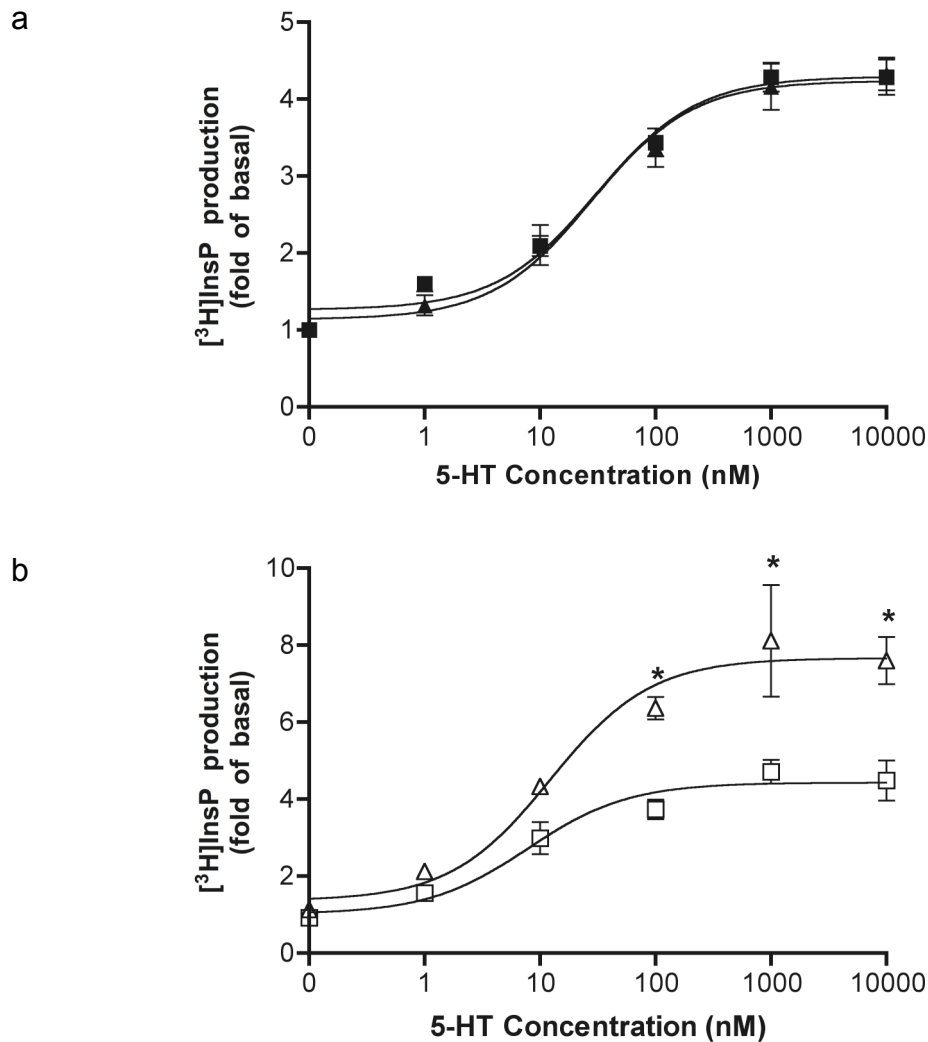 a
5
4
3
2
1
0
[³H]InsP production
(fold of basal)
0 1 10 100 1000 10000
5-HT Concentration (nM)
b
10
8
6
4
2
0
[³H]InsP production
(fold of basal)
* * *
0 1 10 100 1000 10000
5-HT Concentration (nM)